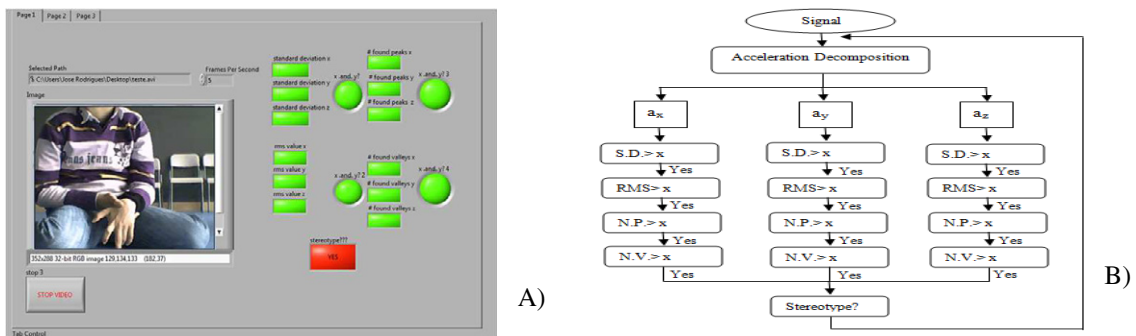 Page 1 Page 2 Page 3
Selected Path
C:\Users\Jose Rodrigues\Desktop\teste.avi
Frames Per Second
5
Image
Mans jeans
352x288 32-bit RGB image 129,134,133 (182,37)
stop 3
STOP VIDEO
Tab Control
standard deviation x
standard deviation y
standard deviation z
x .and. y?
# found peaks x
# found peaks y
# found peaks z
x .and. y? 3
rms value x
rms value y
rms value z
x .and. y? 2
# found valleys x
# found valleys y
# found valleys z
x .and. y? 4
stereotype???
YES
A)
Signal
Acceleration Decomposition
ax ay az
S.D.> x S.D.> x S.D.> x
Yes Yes Yes
RMS> x RMS> x RMS> x
Yes Yes Yes
N.P.> x N.P.> x N.P.> x
Yes Yes Yes
N.V.> x N.V.> x N.V.> x
Yes Yes Yes
Stereotype?
B)